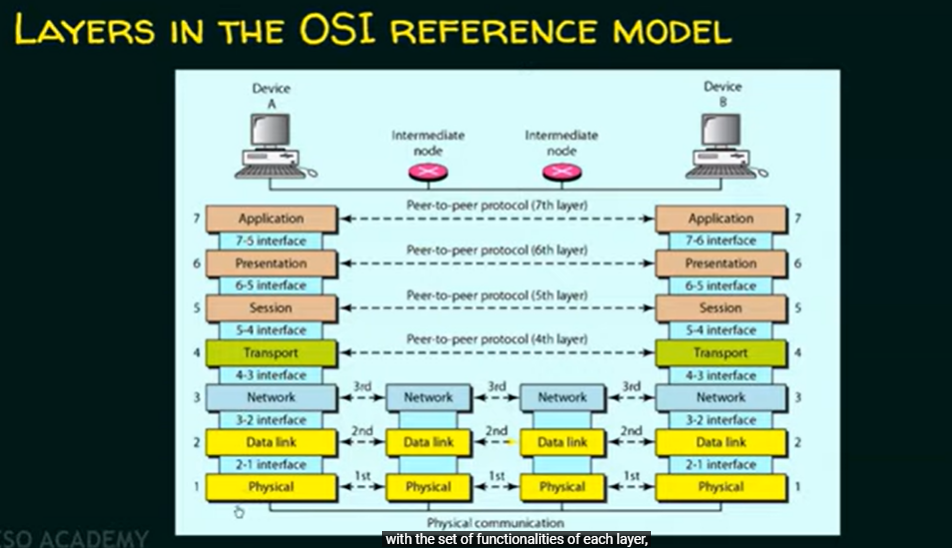 LAYERS IN THE OSI REFERENCE MODEL
Device
A
Device
B
Intermediate
node
Intermediate
node
7 Application Peer-to-peer protocol (7th layer) Application 7
7-5 interface 7-6 interface
6 Presentation Peer-to-peer protocol (6th layer) Presentation 6
6-5 interface 6-5 interface
5 Session Peer-to-peer protocol (5th layer) Session 5
5-4 interface 5-4 interface
4 Transport Peer-to-peer protocol (4th layer) Transport 4
4-3 interface 4-3 interface
3 Network 3rd Network 3rd Network 3rd Network 3
3-2 interface 3-2 interface
2 Data link 2nd Data link 2nd Data link 2nd Data link 2
2-1 interface 2-1 interface
1 Physical 1st Physical 1st Physical 1st Physical 1
Physical communication
ESO ACADEMY
with the set of functionalities of each layer,